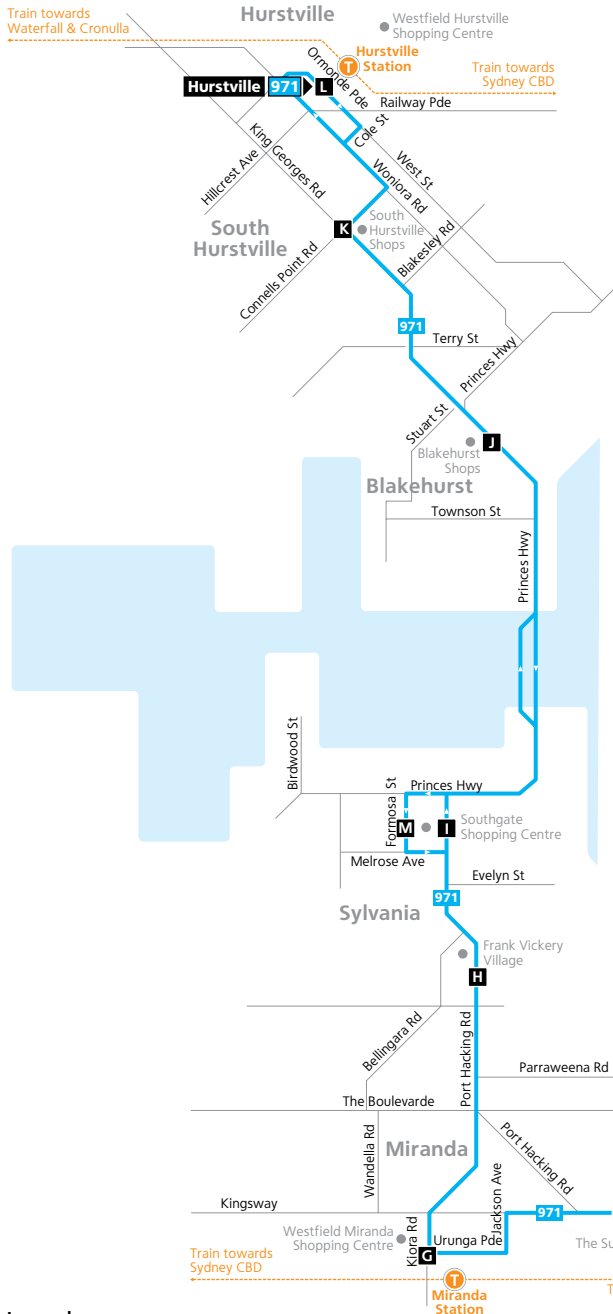 Train towards
Waterfall & Cronulla
Hurstville
Westfield Hurstville
Shopping Centre
T
Hurstville
Station
Train towards
Sydney CBD
Hurstville 971 L
Ormonde Pde
Railway Pde
Cole St
King Georges Rd
Hillcrest Ave
West St
Woniora Rd
South
Hurstville
K
South
Hurstville
Shops
Blakesley Rd
Connells Point Rd
971
Terry St
Princes Hwy
Stuart St
J
Blakehurst
Shops
Blakehurst
Townson St
Princes Hwy
Birdwood St
Formosa St
Princes Hwy
M
I
Southgate
Shopping Centre
Melrose Ave
Evelyn St
971
Sylvania
Frank Vickery
Village
H
Bellingara Rd
Port Hacking Rd
Parraweena Rd
The Boulevarde
Wandella Rd
Miranda
Port Hacking Rd
Jackson Ave
Kingsway
971
Westfield Miranda
Shopping Centre
Kiora Rd
G
Urunga Pde
The Su
Train towards
Sydney CBD
T
Miranda
Station
T